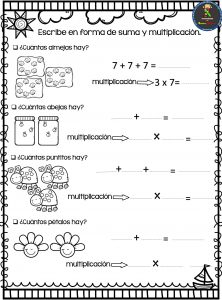 Escribe en forma de suma y multiplicación.
¿Cuántas almejas hay?
7 + 7 + 7 =
multiplicación 3 x 7=
¿Cuántas abejas hay?
+ =
multiplicación x =
¿Cuántos puntitos hay?
+ + =
multiplicación x =
¿Cuántos pétalos hay?
+ =
multiplicación x =